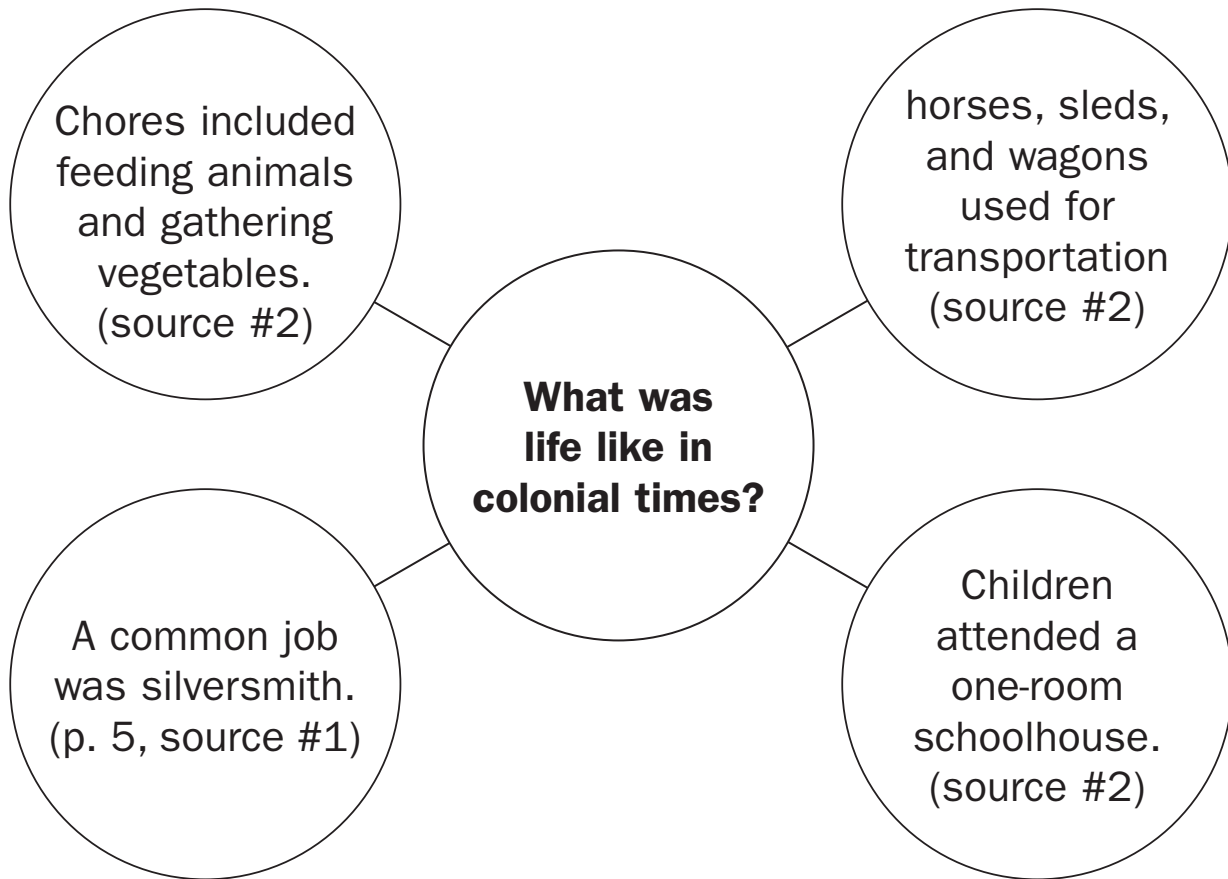 Chores included
feeding animals
and gathering
vegetables.
(source #2)
horses, sleds,
and wagons
used for
transportation
(source #2)
What was
life like in
colonial times?
A common job
was silversmith.
(p. 5, source #1)
Children
attended a
one-room
schoolhouse.
(source #2)